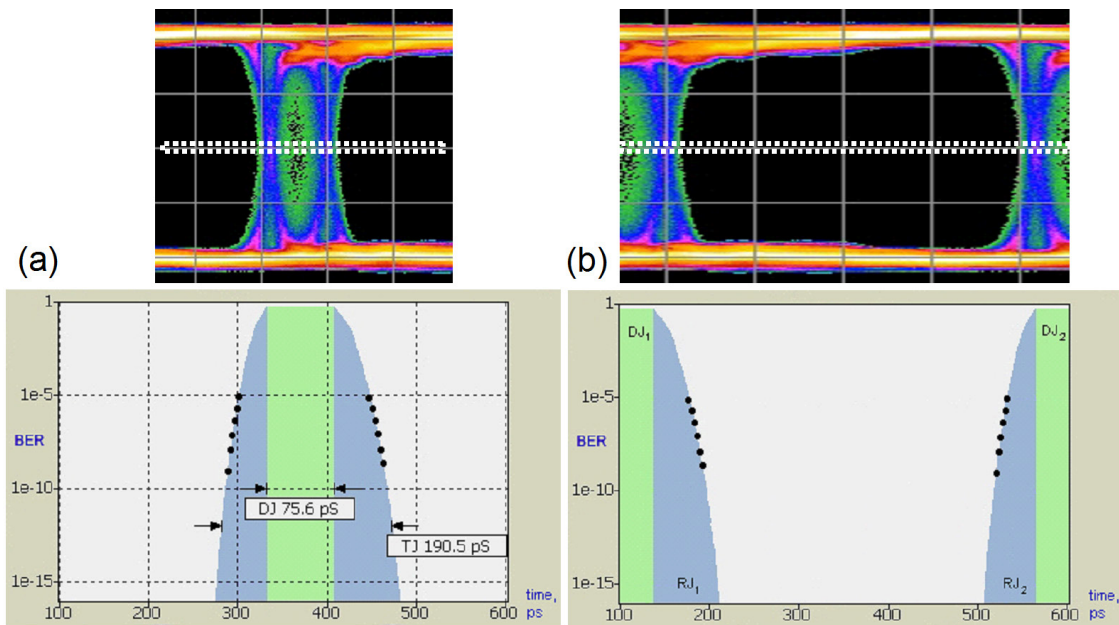 (a)
1
1e-5
BER
1e-10
1e-15
DJ 75.6 pS
TJ 190.5 pS
100
200
300
400
500
600
time,
ps
(b)
1
1e-5
BER
1e-10
1e-15
DJ1
DJ2
RJ1
RJ2
100
200
300
400
500
600
time,
ps